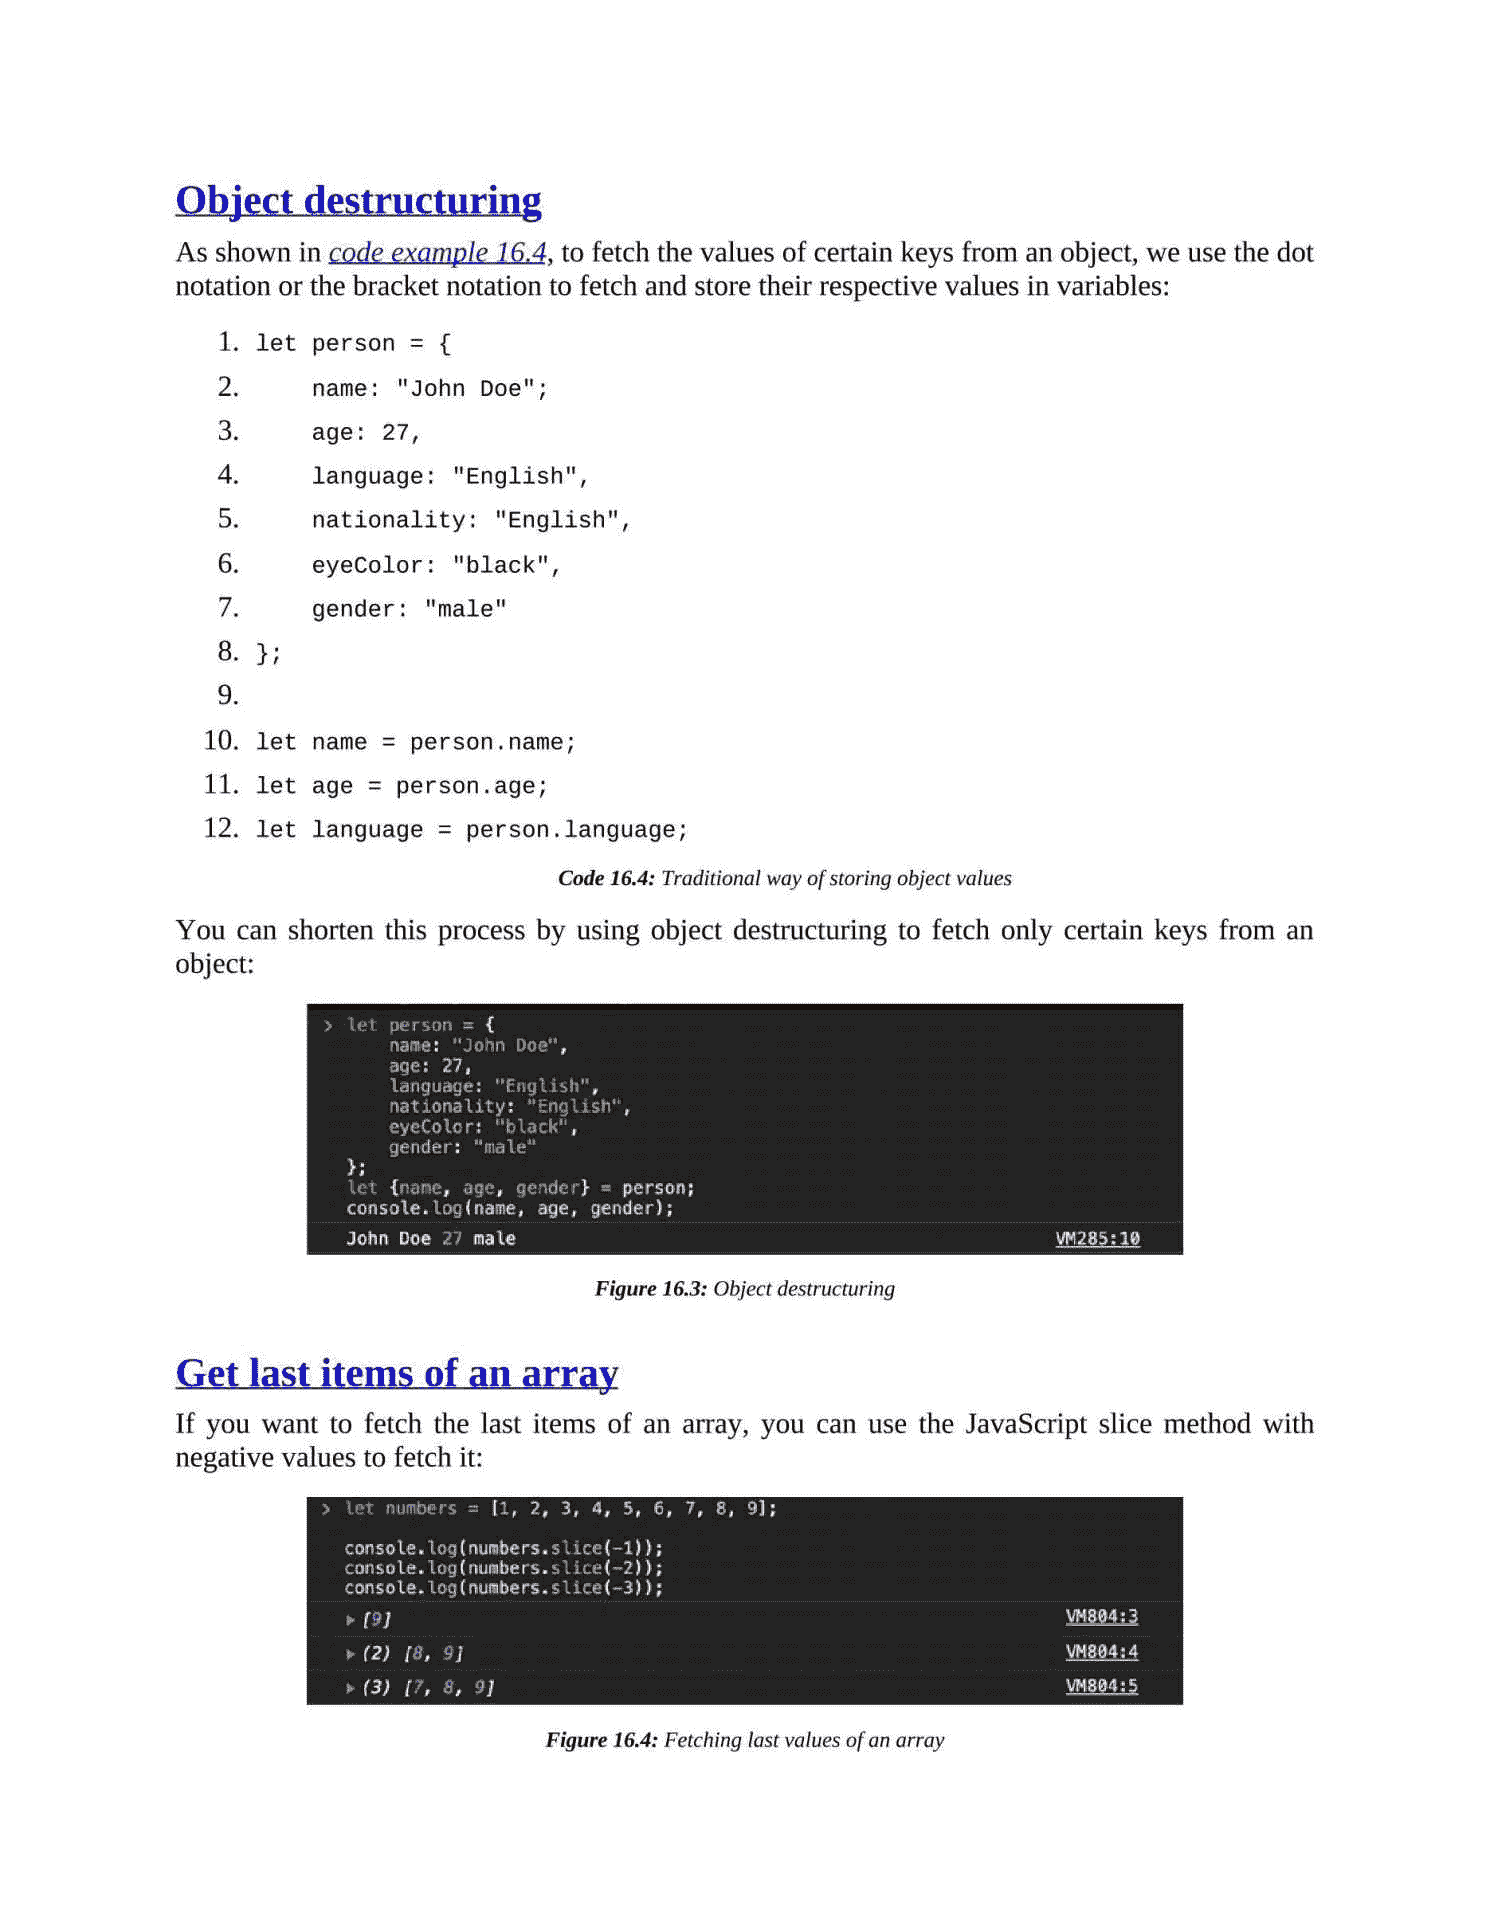 Object destructuring
As shown in code example 16.4, to fetch the values of certain keys from an object, we use the dot
notation or the bracket notation to fetch and store their respective values in variables:
1. let person = {
2.     name: "John Doe";
3.     age: 27,
4.     language: "English",
5.     nationality: "English",
6.     eyeColor: "black",
7.     gender: "male"
8. };
9.
10. let name = person.name;
11. let age = person.age;
12. let language = person.language;
Code 16.4: Traditional way of storing object values
You can shorten this process by using object destructuring to fetch only certain keys from an
object:
> let person = {
    name: "John Doe",
    age: 27,
    language: "English",
    nationality: "English",
    eyeColor: "black",
    gender: "male"
};
let {name, age, gender} = person;
console.log(name, age, gender);
John Doe 27 male VM285:10
Figure 16.3: Object destructuring
Get last items of an array
If you want to fetch the last items of an array, you can use the JavaScript slice method with
negative values to fetch it:
> let numbers = [1, 2, 3, 4, 5, 6, 7, 8, 9];
console.log(numbers.slice(-1));
console.log(numbers.slice(-2));
console.log(numbers.slice(-3));
▸ [9] VM804:3
▸ (2) [8, 9] VM804:4
▸ (3) [7, 8, 9] VM804:5
Figure 16.4: Fetching last values of an array